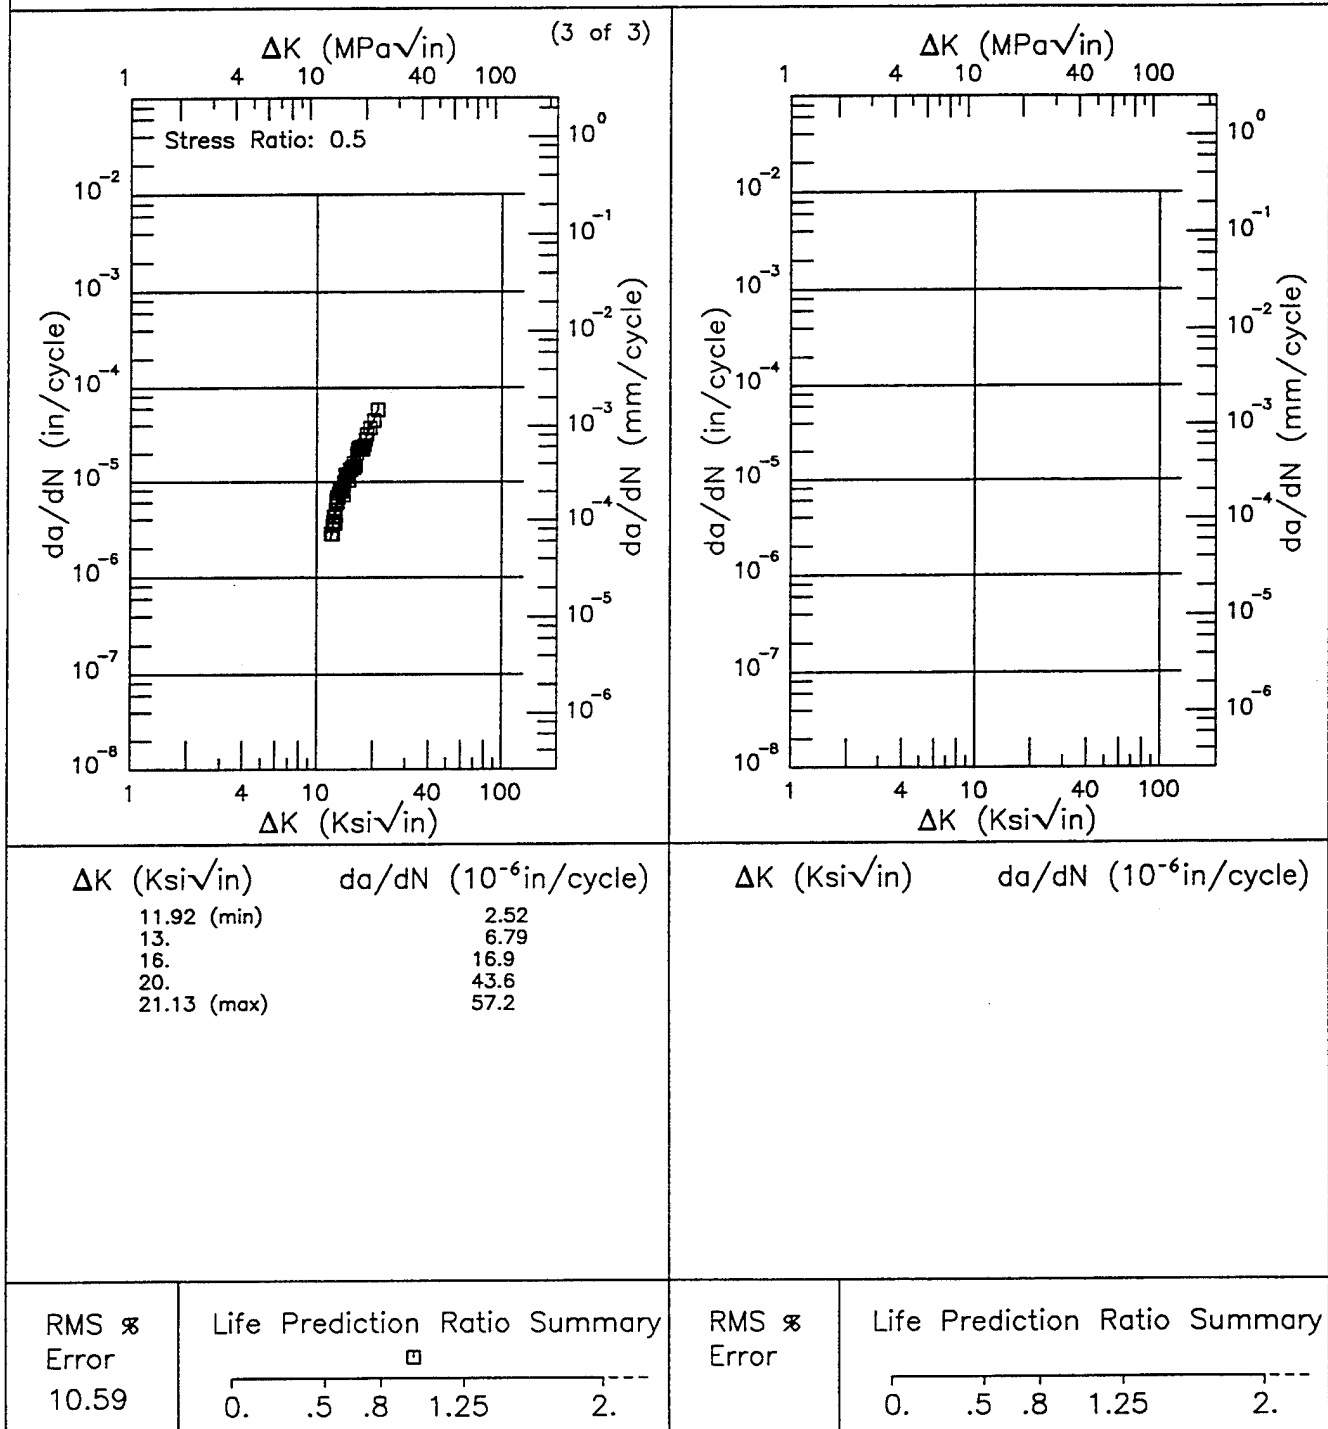 (3 of 3)
ΔK (MPa√in)
1 4 10 40 100
Stress Ratio: 0.5
10⁰
10⁻¹
10⁻²
10⁻³
10⁻⁴
10⁻⁵
10⁻⁶
da/dN (mm/cycle)
10⁻²
10⁻³
10⁻⁴
10⁻⁵
10⁻⁶
10⁻⁷
10⁻⁸
da/dN (in/cycle)
1 4 10 40 100
ΔK (Ksi√in)
ΔK (MPa√in)
1 4 10 40 100
10⁰
10⁻¹
10⁻²
10⁻³
10⁻⁴
10⁻⁵
10⁻⁶
da/dN (mm/cycle)
10⁻²
10⁻³
10⁻⁴
10⁻⁵
10⁻⁶
10⁻⁷
10⁻⁸
da/dN (in/cycle)
1 4 10 40 100
ΔK (Ksi√in)
ΔK (Ksi√in) da/dN (10⁻⁶in/cycle)
11.92 (min) 2.52
13. 6.79
16. 16.9
20. 43.6
21.13 (max) 57.2
ΔK (Ksi√in) da/dN (10⁻⁶in/cycle)
RMS %
Error
10.59
Life Prediction Ratio Summary
0. .5 .8 1.25 2.
RMS %
Error
Life Prediction Ratio Summary
0. .5 .8 1.25 2.